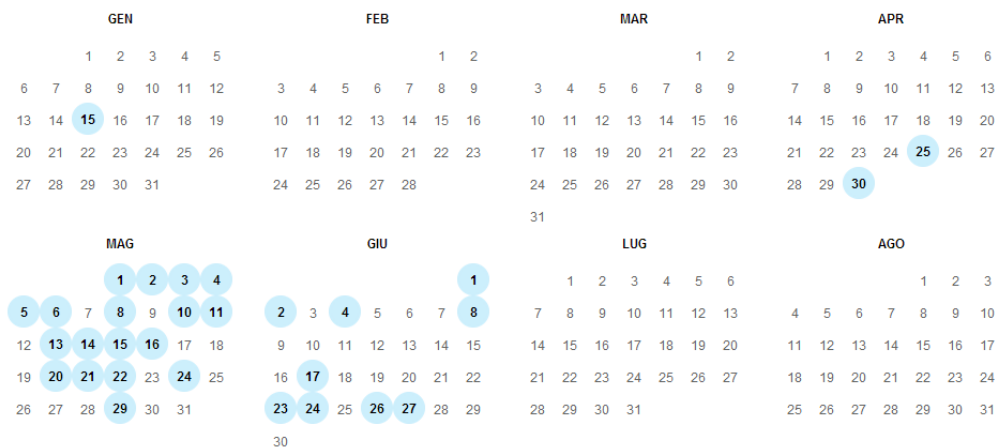 GEN FEB MAR APR
1 2 3 4 5 1 2 1 2 1 2 3 4 5 6
6 7 8 9 10 11 12 3 4 5 6 7 8 9 3 4 5 6 7 8 9 7 8 9 10 11 12 13
13 14 15 16 17 18 19 10 11 12 13 14 15 16 10 11 12 13 14 15 16 14 15 16 17 18 19 20
20 21 22 23 24 25 26 17 18 19 20 21 22 23 17 18 19 20 21 22 23 21 22 23 24 25 26 27
27 28 29 30 31 24 25 26 27 28 24 25 26 27 28 29 30 28 29 30
31
MAG GIU LUG AGO
1 2 3 4 1 1 2 3 4 5 6 1 2 3
5 6 7 8 9 10 11 2 3 4 5 6 7 8 7 8 9 10 11 12 13 4 5 6 7 8 9 10
12 13 14 15 16 17 18 9 10 11 12 13 14 15 14 15 16 17 18 19 20 11 12 13 14 15 16 17
19 20 21 22 23 24 25 16 17 18 19 20 21 22 21 22 23 24 25 26 27 18 19 20 21 22 23 24
26 27 28 29 30 31 23 24 25 26 27 28 29 28 29 30 31 25 26 27 28 29 30 31
30